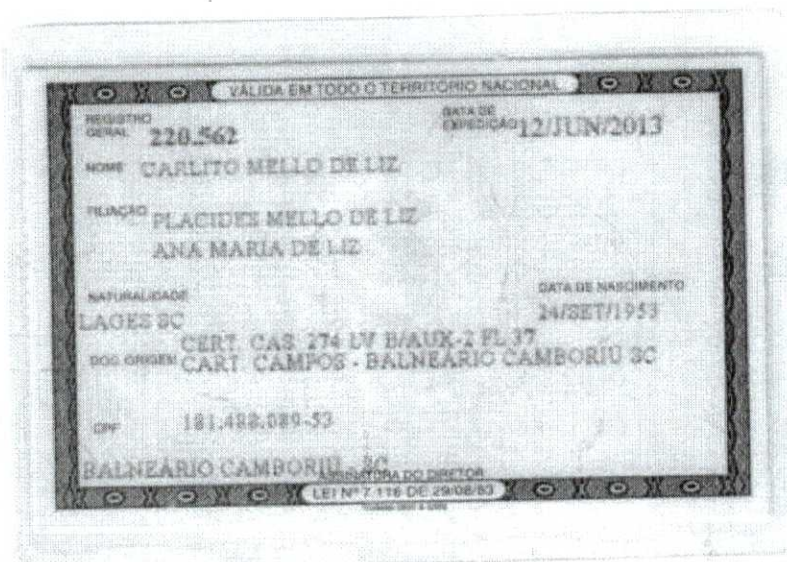 VÁLIDA EM TODO O TERRITÓRIO NACIONAL
REGISTRO GERAL 220.562 DATA DE EXPEDIÇÃO 12/JUN/2013
NOME CARLITO MELLO DE LIZ
FILIAÇÃO PLACIDES MELLO DE LIZ
ANA MARIA DE LIZ
NATURALIDADE DATA DE NASCIMENTO
LAGES SC 24/SET/1953
CERT. CAS. 274 LV B/AUX-2 FL 37
DOC ORIGEM CART. CAMPOS - BALNEÁRIO CAMBORIÚ SC
CPF 181.488.089-53
BALNEÁRIO CAMBORIÚ SC
ASSINATURA DO DIRETOR
LEI Nº 7.116 DE 29/08/83